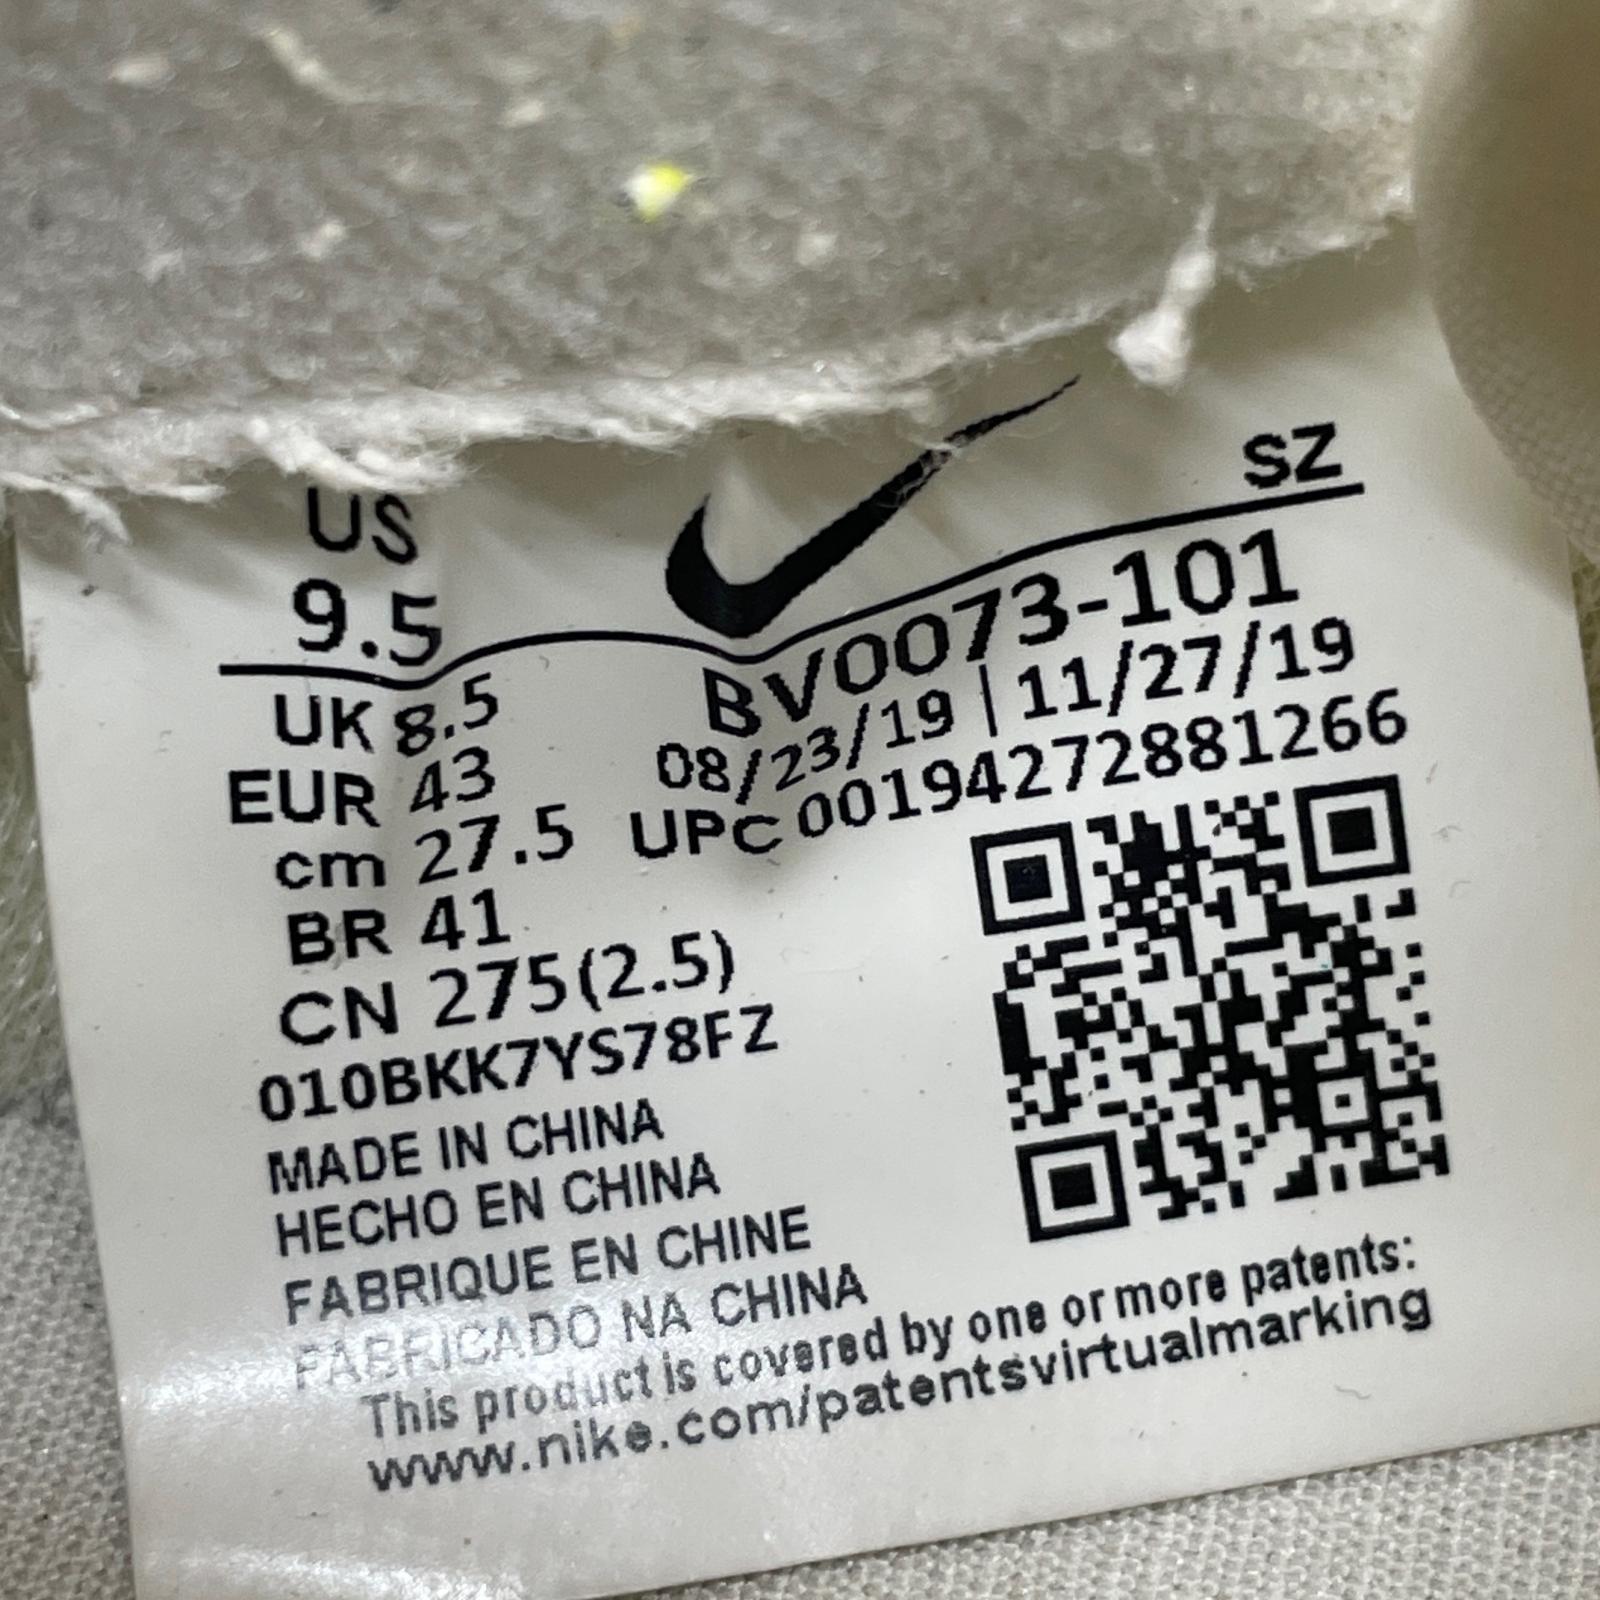 US
9.5
SZ
UK 8.5
EUR 43
cm 27.5
BR 41
CN 275(2.5)
BV0073-101
08/23/19 | 11/27/19
UPC 00194272881266
010BKK7YS78FZ
MADE IN CHINA
HECHO EN CHINA
FABRIQUE EN CHINE
FABRICADO NA CHINA
This product is covered by one or more patents:
www.nike.com/patentsvirtualmarking